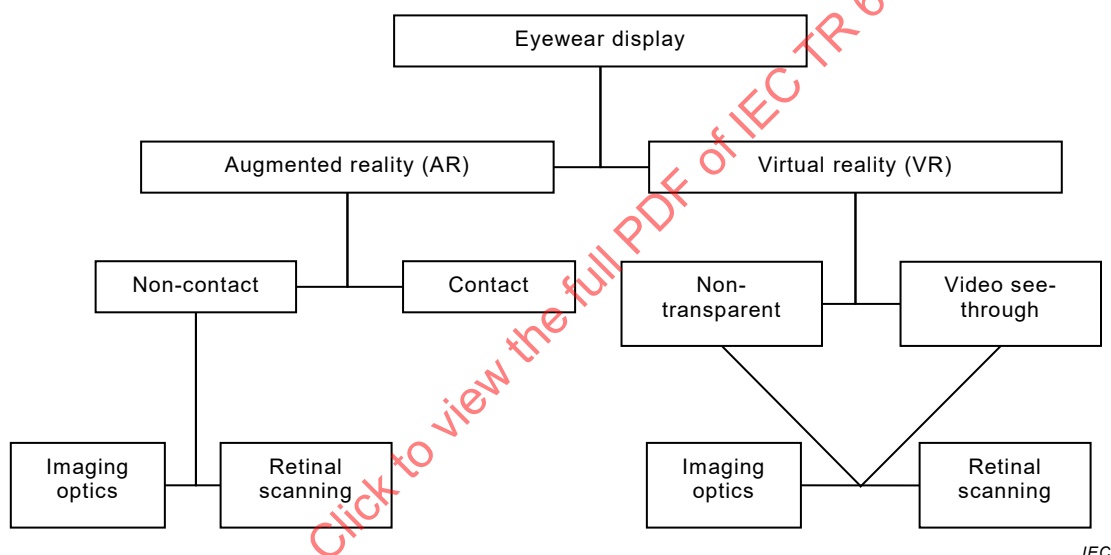 Eyewear display
Augmented reality (AR)
Virtual reality (VR)
Non-contact
Contact
Non-
transparent
Video see-
through
Imaging
optics
Retinal
scanning
Imaging
optics
Retinal
scanning
IEC
Click to view the full PDF of IEC TR 6